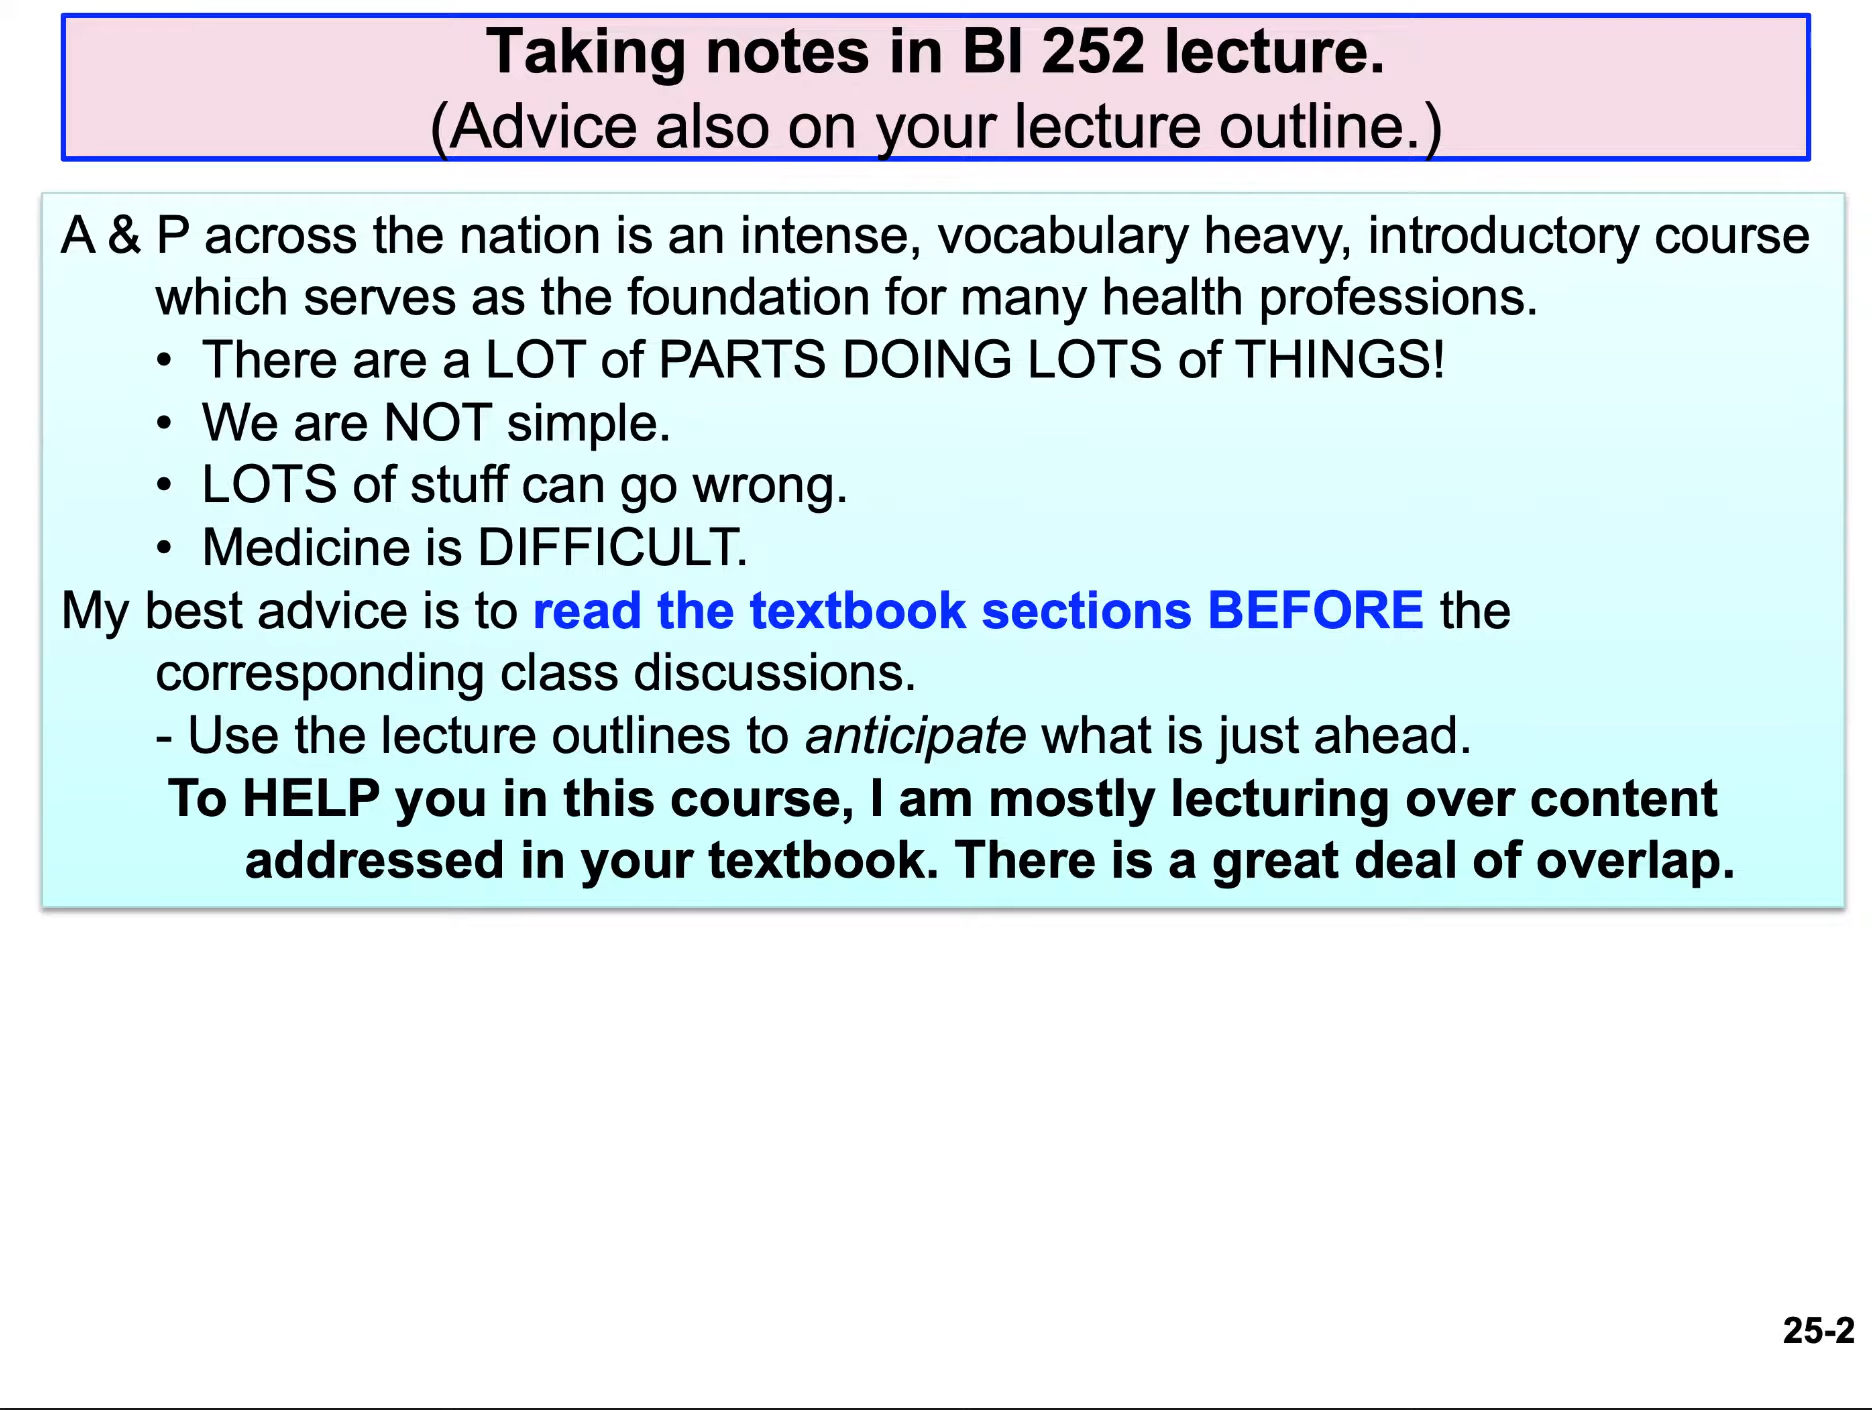 Taking notes in BI 252 lecture.
(Advice also on your lecture outline.)
A & P across the nation is an intense, vocabulary heavy, introductory course
which serves as the foundation for many health professions.
• There are a LOT of PARTS DOING LOTS of THINGS!
• We are NOT simple.
• LOTS of stuff can go wrong.
• Medicine is DIFFICULT.
My best advice is to read the textbook sections BEFORE the
corresponding class discussions.
- Use the lecture outlines to anticipate what is just ahead.
To HELP you in this course, I am mostly lecturing over content
addressed in your textbook. There is a great deal of overlap.
25-2